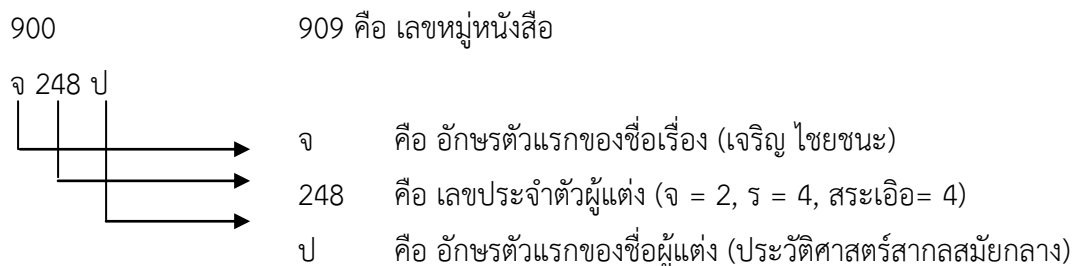 900 909 คือ เลขหมู่หนังสือ
จ 248 ป
จ คือ อักษรตัวแรกของชื่อเรื่อง (เจริญ ไชยชนะ)
248 คือ เลขประจำตัวผู้แต่ง (จ = 2, ร = 4, สระเอิอ= 4)
ป คือ อักษรตัวแรกของชื่อผู้แต่ง (ประวัติศาสตร์สากลสมัยกลาง)